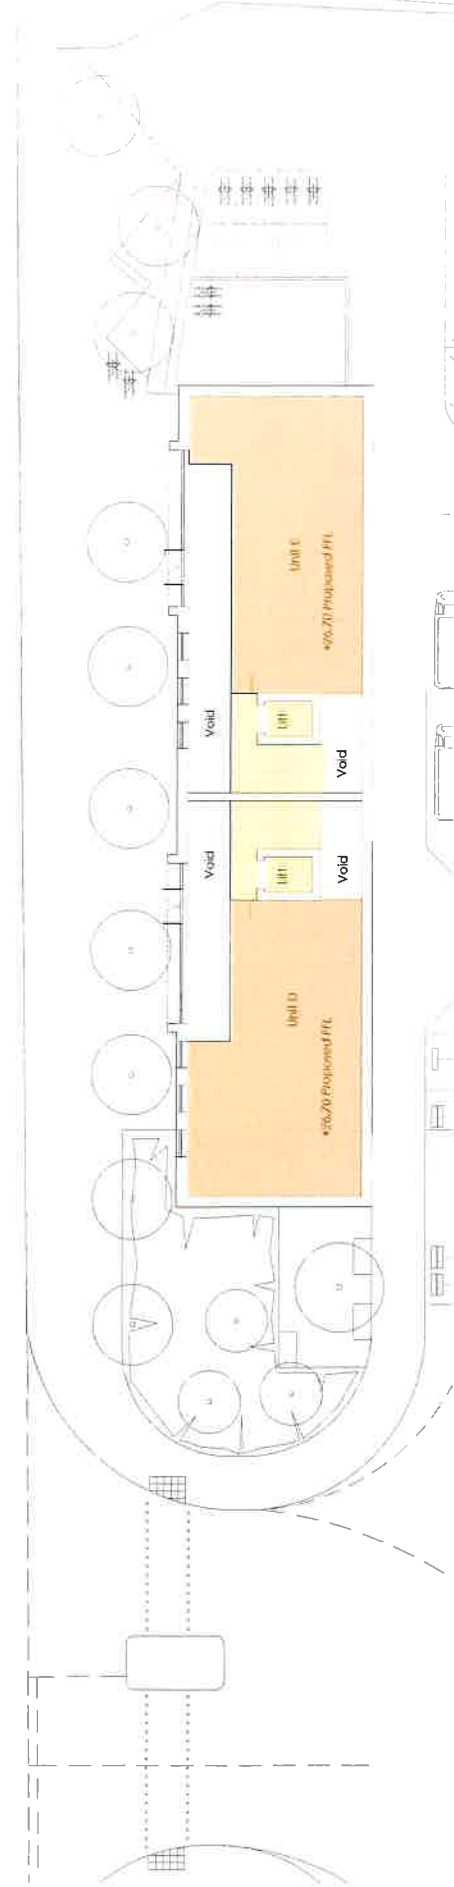 Unit E
+26.70 Proposed FFL
Lift
Void
Void
Void
Lift
Void
Unit D
+26.70 Proposed FFL